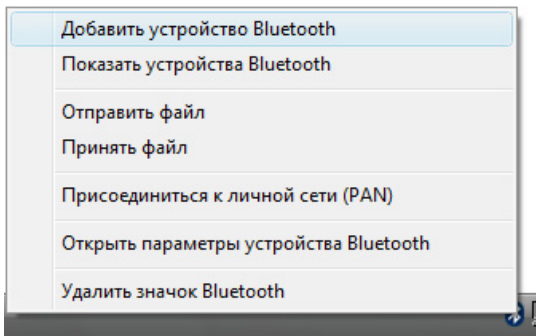 Добавить устройство Bluetooth
Показать устройства Bluetooth
Отправить файл
Принять файл
Присоединиться к личной сети (PAN)
Открыть параметры устройства Bluetooth
Удалить значок Bluetooth